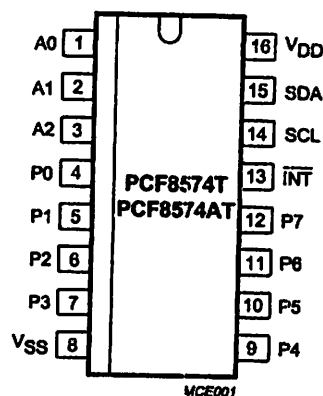 A0 1
16 VDD
A1 2
15 SDA
A2 3
14 SCL
P0 4
13 INT
PCF8574T
PCF8574AT
P1 5
12 P7
P2 6
11 P6
P3 7
10 P5
VSS 8
9 P4
MCE001